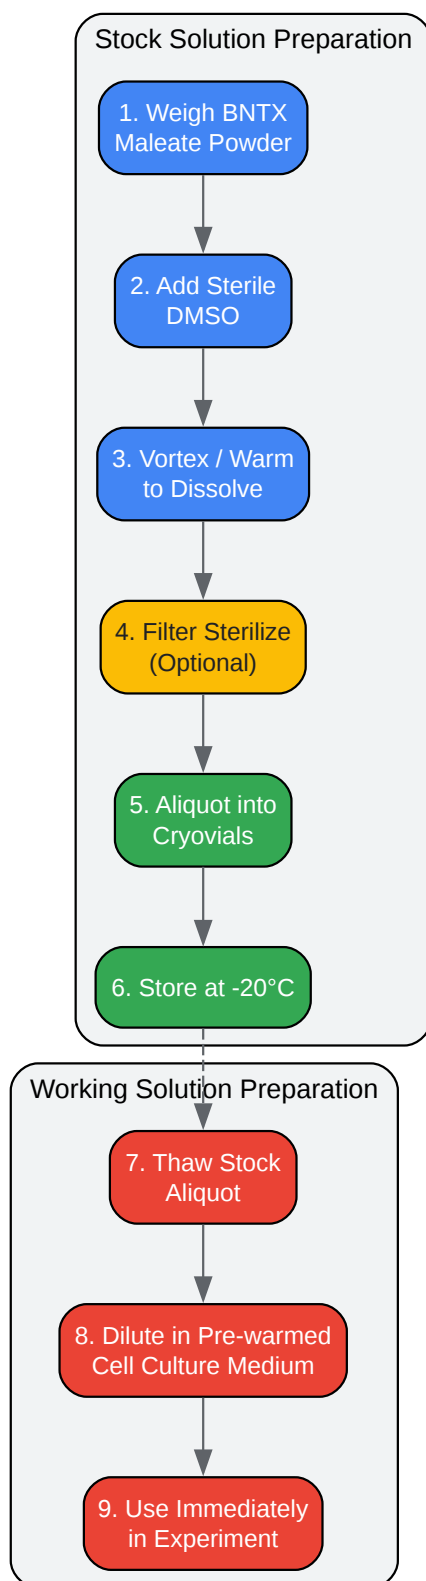 Stock Solution Preparation
1. Weigh BNTX
Maleate Powder
2. Add Sterile
DMSO
3. Vortex / Warm
to Dissolve
4. Filter Sterilize
(Optional)
5. Aliquot into
Cryovials
6. Store at -20°C
Working Solution Preparation
7. Thaw Stock
Aliquot
8. Dilute in Pre-warmed
Cell Culture Medium
9. Use Immediately
in Experiment